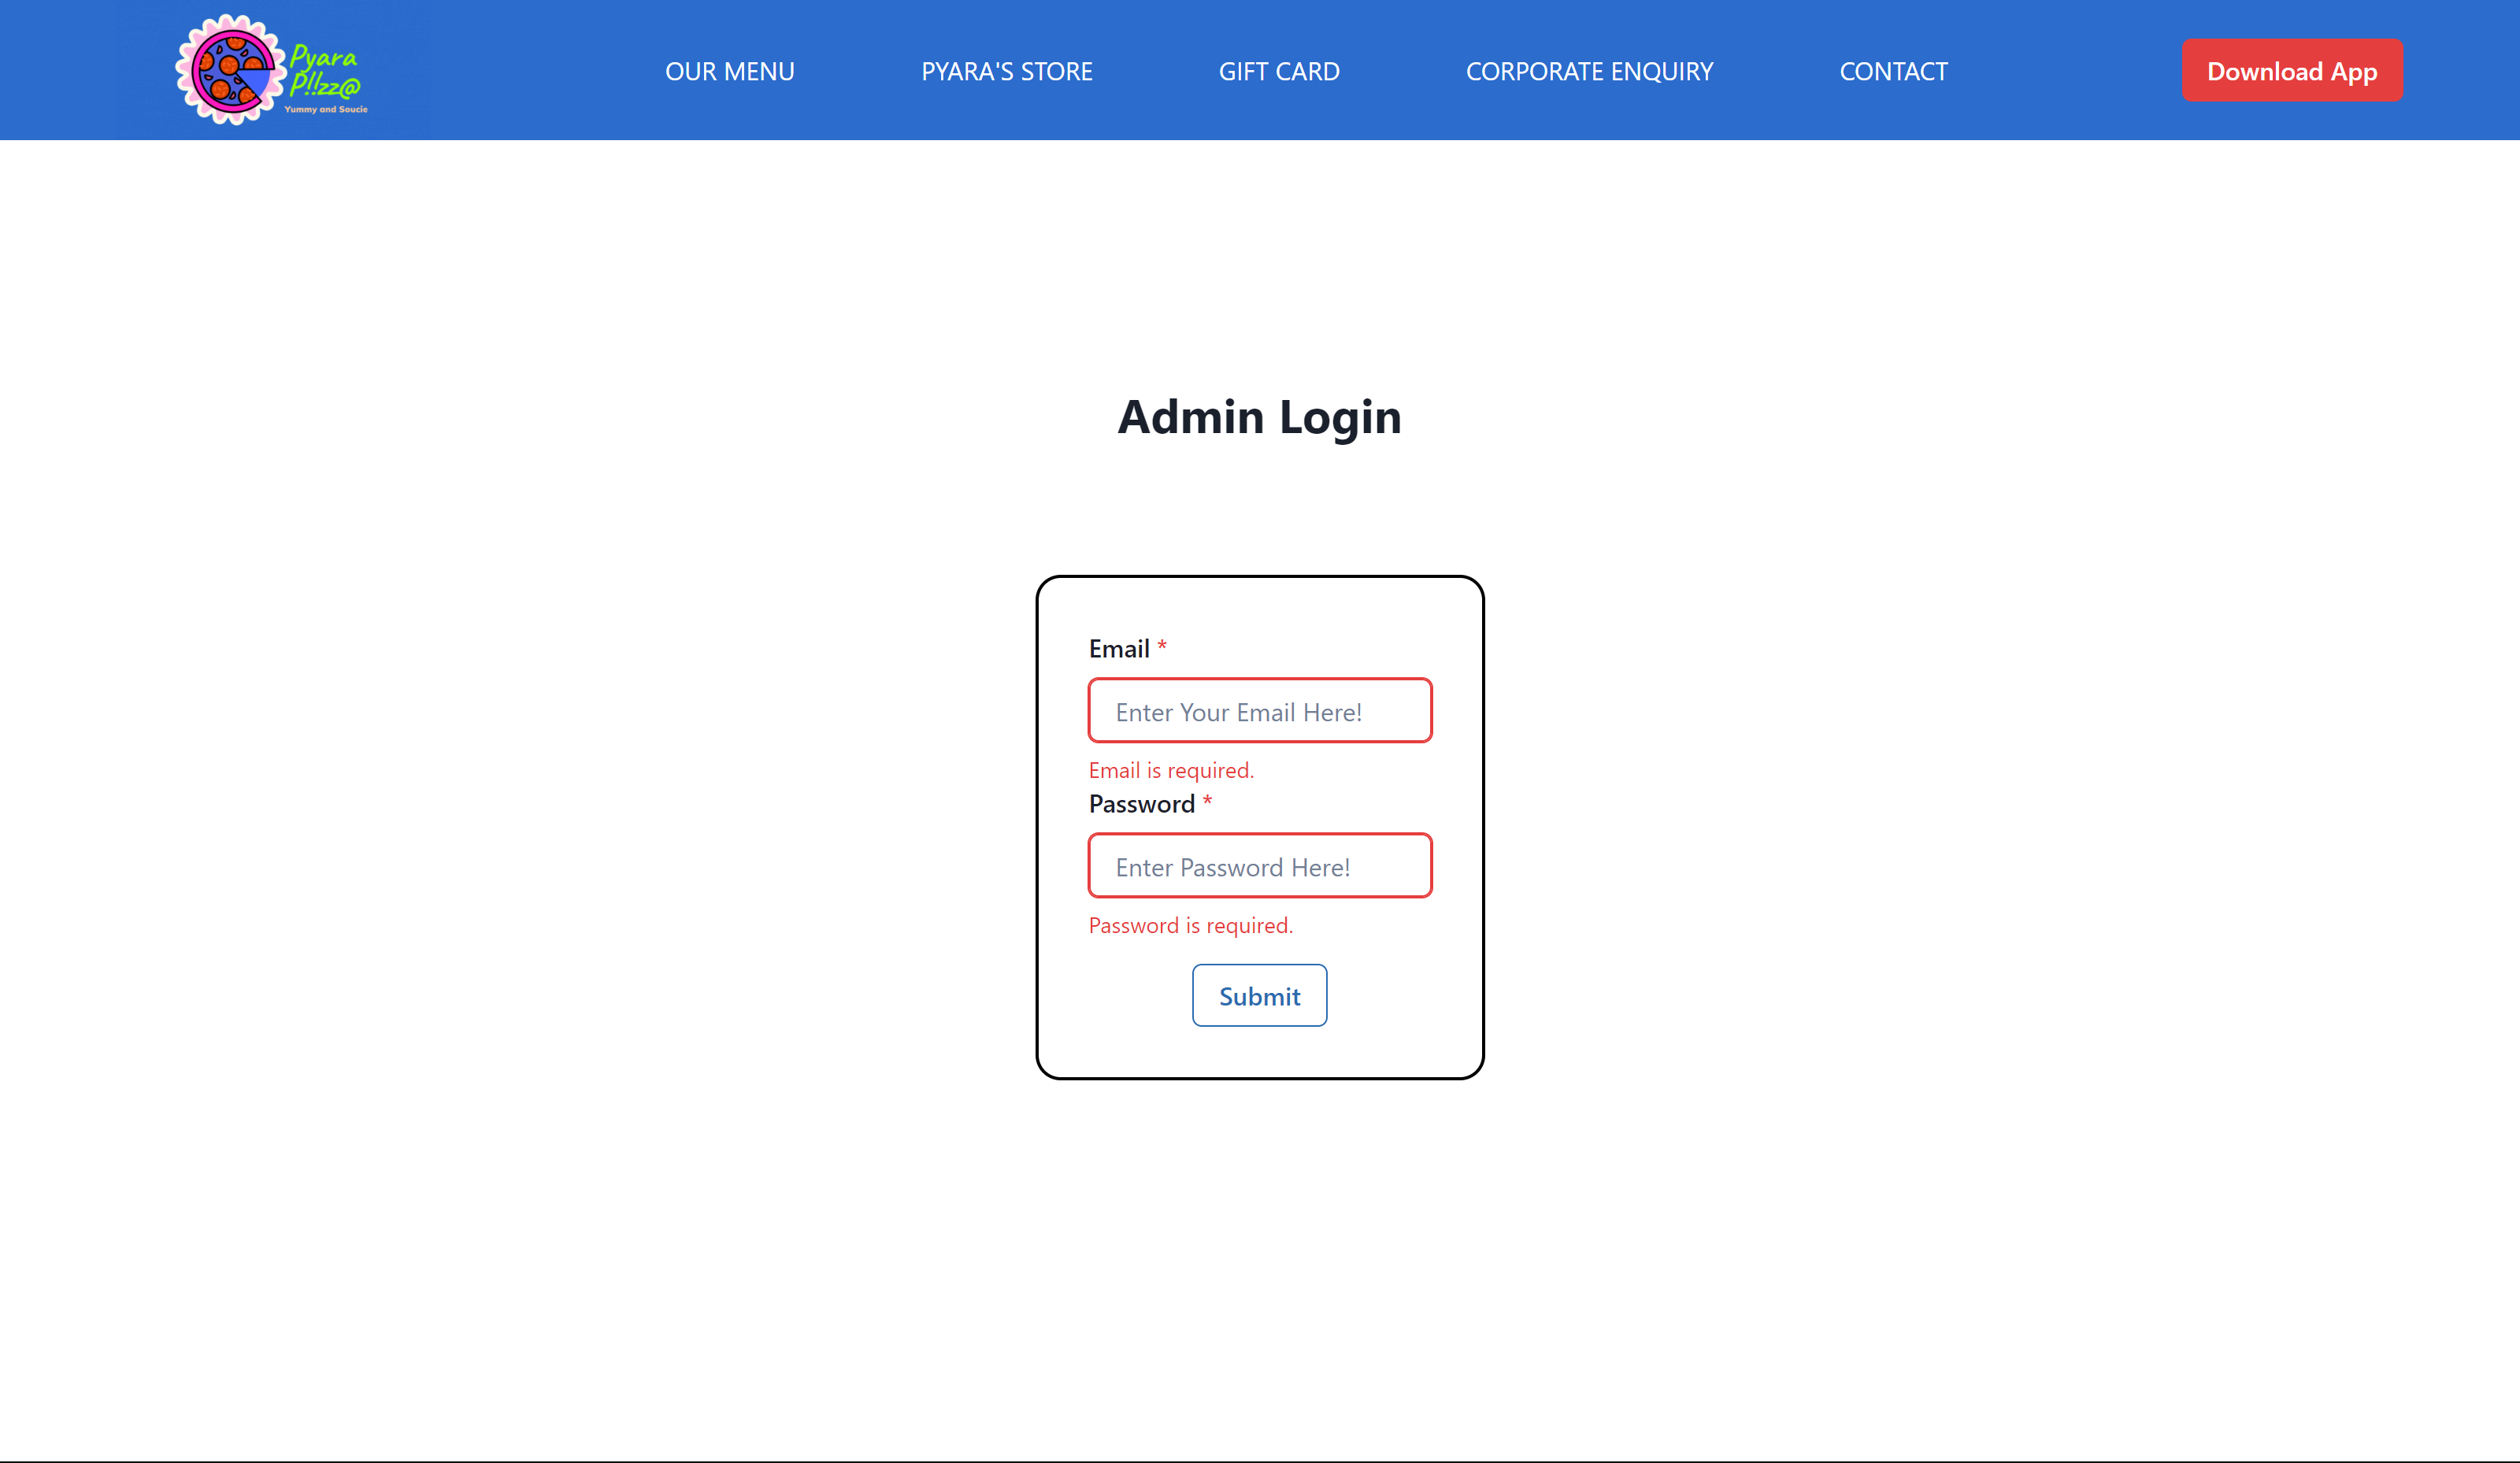 Pyara
P!!zz@
Yummy and Soucie
OUR MENU
PYARA'S STORE
GIFT CARD
CORPORATE ENQUIRY
CONTACT
Download App
Admin Login
Email *
Enter Your Email Here!
Email is required.
Password *
Enter Password Here!
Password is required.
Submit